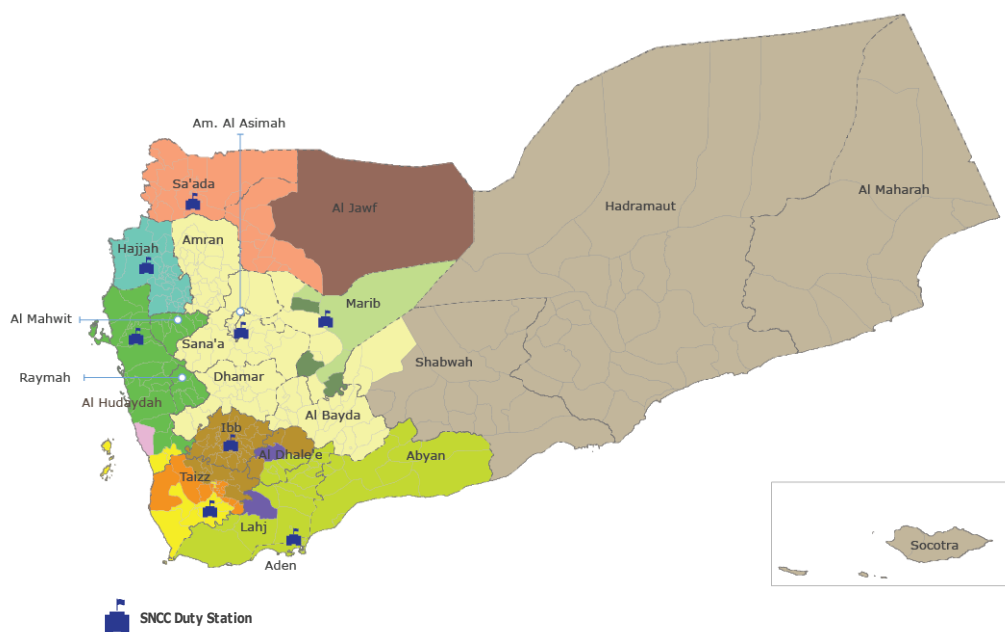 Am. Al Asimah
Sa'ada
Al Jawf
Hadramaut
Al Maharah
Amran
Hajjah
Marib
Al Mahwit
Sana'a
Shabwah
Raymah
Dhamar
Al Hudaydah
Al Bayda
Ibb
Al Dhale'e
Abyan
Taizz
Lahj
Aden
Socotra
SNCC Duty Station